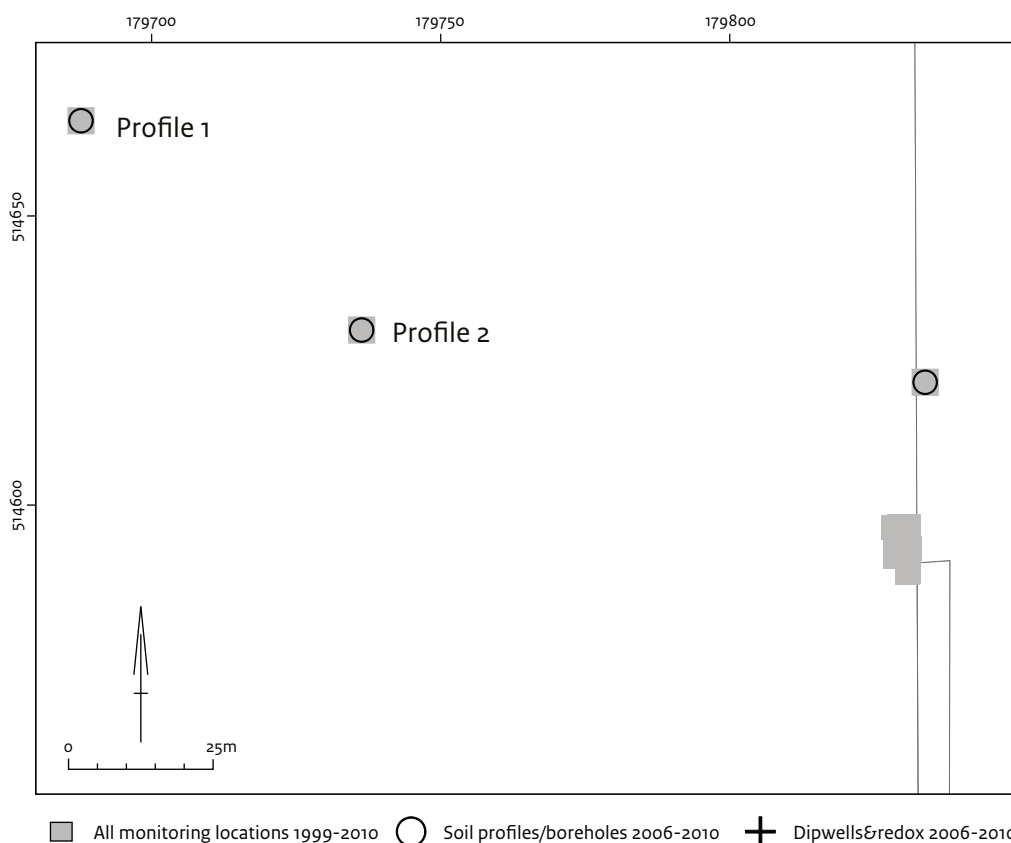 179700 179750 179800
Profile 1
514650
Profile 2
514600
0 25m
All monitoring locations 1999-2010 Soil profiles/boreholes 2006-2010 Dipwells&redox 2006-2010